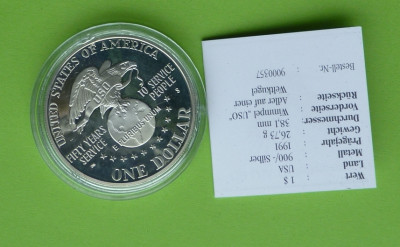 UNITED STATES OF AMERICA
FIFTY YEARS
SERVICE
TO SERVICE
PEOPLE
S
ONE DOLLAR
Wert : 1 $
Land : USA
Metall : 900/- Silber
Prägejahr : 1991
Gewicht : 26,73 g
Durchmesser: 38,1 mm
Vorderseite : Wimpel „USO“
Rückseite : Adler auf einer
Weltkugel
Bestell-Nr. : 9000357